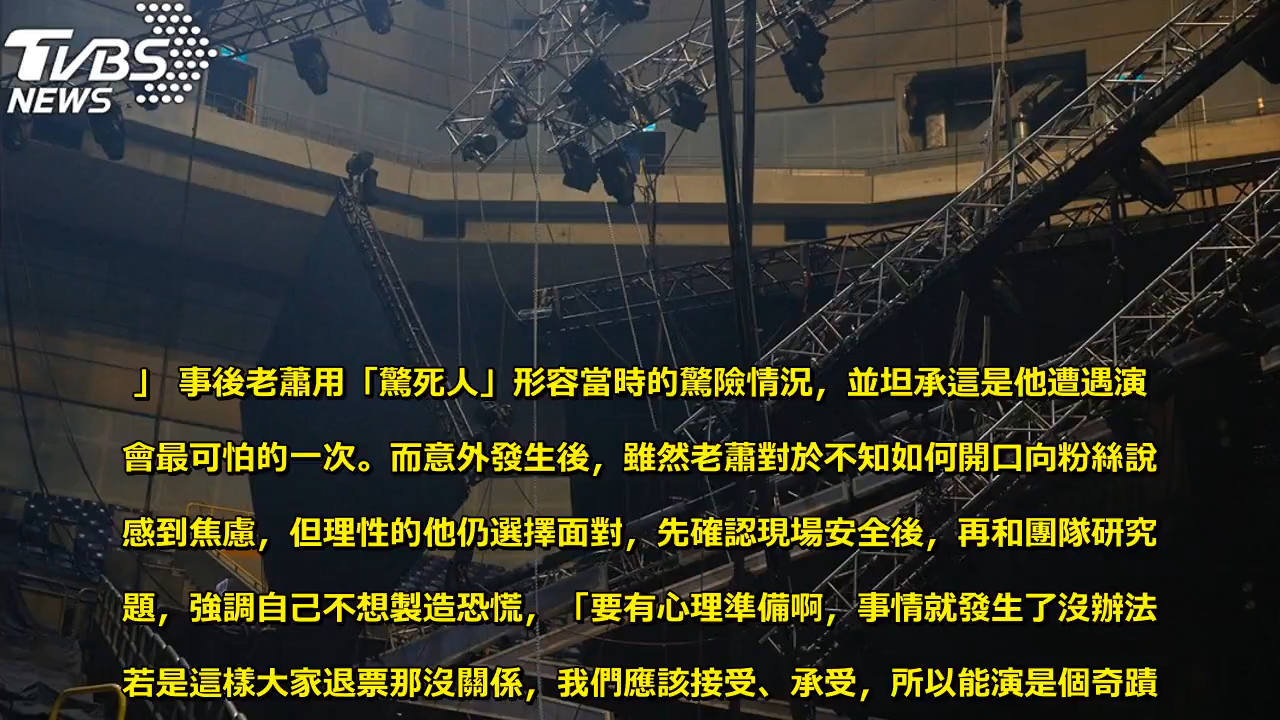 TVBS
NEWS
」 事後老蕭用「驚死人」形容當時的驚險情況，並坦承這是他遭遇演
會最可怕的一次。而意外發生後，雖然老蕭對於不知如何開口向粉絲說
感到焦慮，但理性的他仍選擇面對，先確認現場安全後，再和團隊研究
題，強調自己不想製造恐慌，「要有心理準備啊，事情就發生了沒辦法
若是這樣大家退票那沒關係，我們應該接受、承受，所以能演是個奇蹟